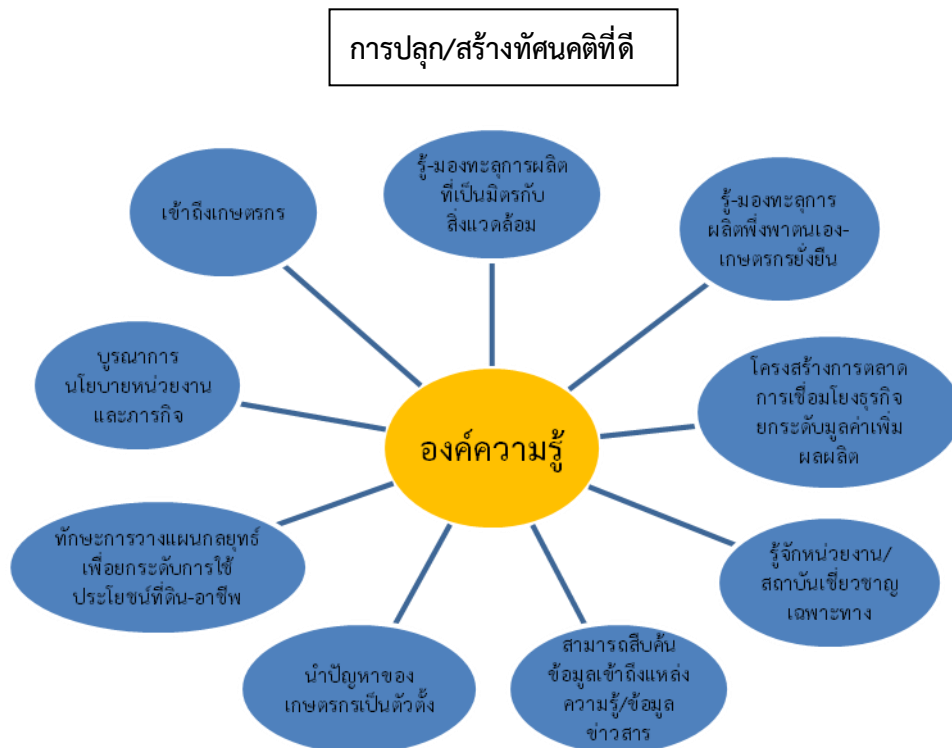 การปลุก/สร้างทัศนคติที่ดี
รู้-มองทะลุการผลิต
ที่เป็นมิตรกับ
สิ่งแวดล้อม
รู้-มองทะลุการ
ผลิตพึ่งพาตนเอง-
เกษตรกรยั่งยืน
โครงสร้างการตลาด
การเชื่อมโยงธุรกิจ
ยกระดับมูลค่าเพิ่ม
ผลผลิต
รู้จักหน่วยงาน/
สถาบันเชี่ยวชาญ
เฉพาะทาง
สามารถสืบค้น
ข้อมูลเข้าถึงแหล่ง
ความรู้/ข้อมูล
ข่าวสาร
นำปัญหาของ
เกษตรกรเป็นตัวตั้ง
ทักษะการวางแผนกลยุทธ์
เพื่อยกระดับการใช้
ประโยชน์ที่ดิน-อาชีพ
บูรณาการ
นโยบายหน่วยงาน
และภารกิจ
เข้าถึงเกษตรกร
องค์ความรู้